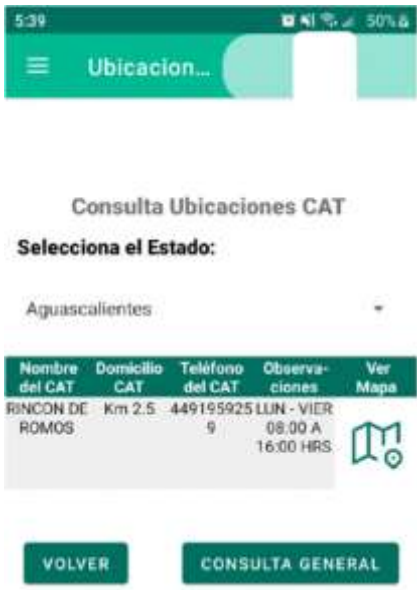 5:39 50%
Ubicacion...
Consulta Ubicaciones CAT
Selecciona el Estado:
Aguascalientes
Nombre Domicilio Teléfono Observa- Ver
del CAT CAT del CAT ciones Mapa
RINCON DE Km 2.5 449195925 LUN - VIER
ROMOS 9 08:00 A
16:00 HRS
VOLVER CONSULTA GENERAL